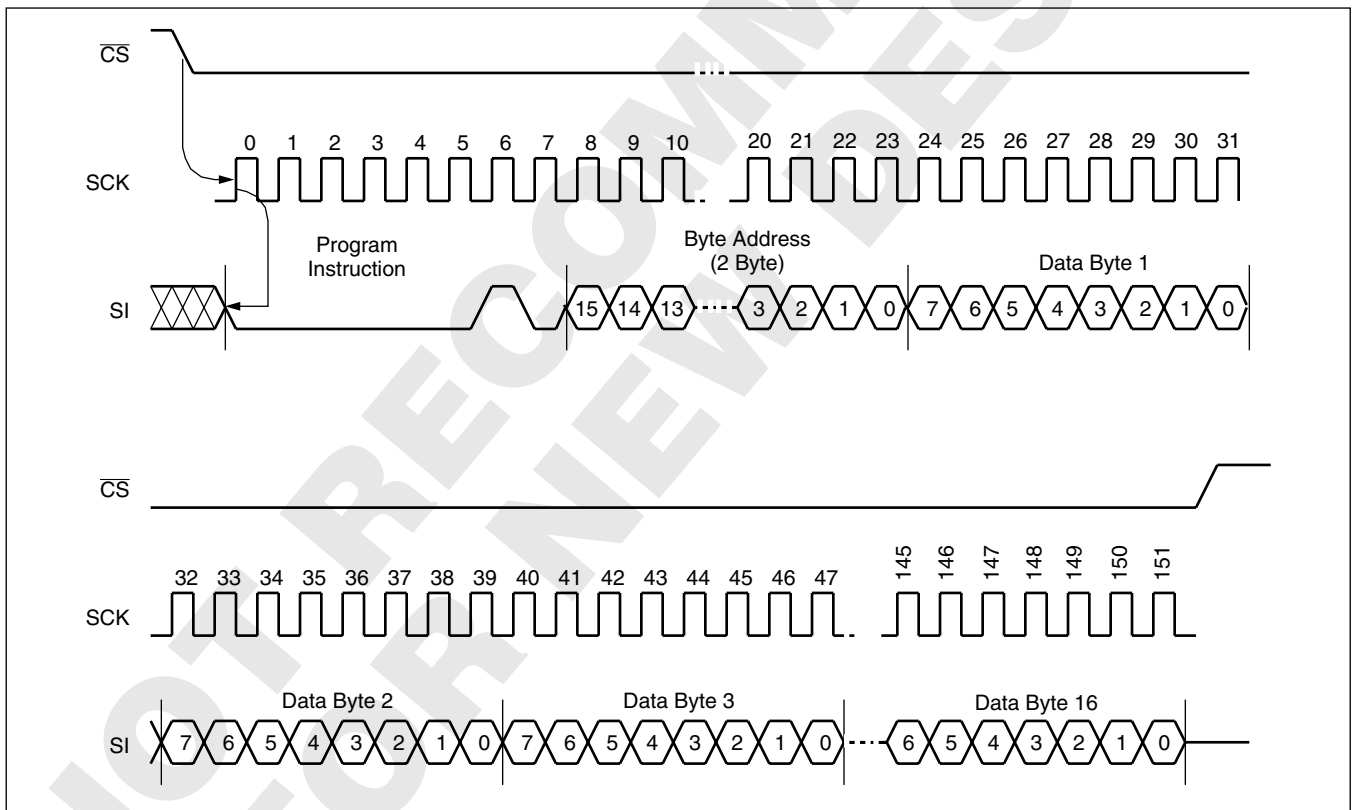 CS
0 1 2 3 4 5 6 7 8 9 10 20 21 22 23 24 25 26 27 28 29 30 31
SCK
Program
Instruction
Byte Address
(2 Byte)
Data Byte 1
SI
15 14 13 3 2 1 0 7 6 5 4 3 2 1 0
CS
32 33 34 35 36 37 38 39 40 41 42 43 44 45 46 47 145 146 147 148 149 150 151
SCK
Data Byte 2 Data Byte 3 Data Byte 16
SI
7 6 5 4 3 2 1 0 7 6 5 4 3 2 1 0 6 5 4 3 2 1 0
NOT RECOM
FOR NEW DES